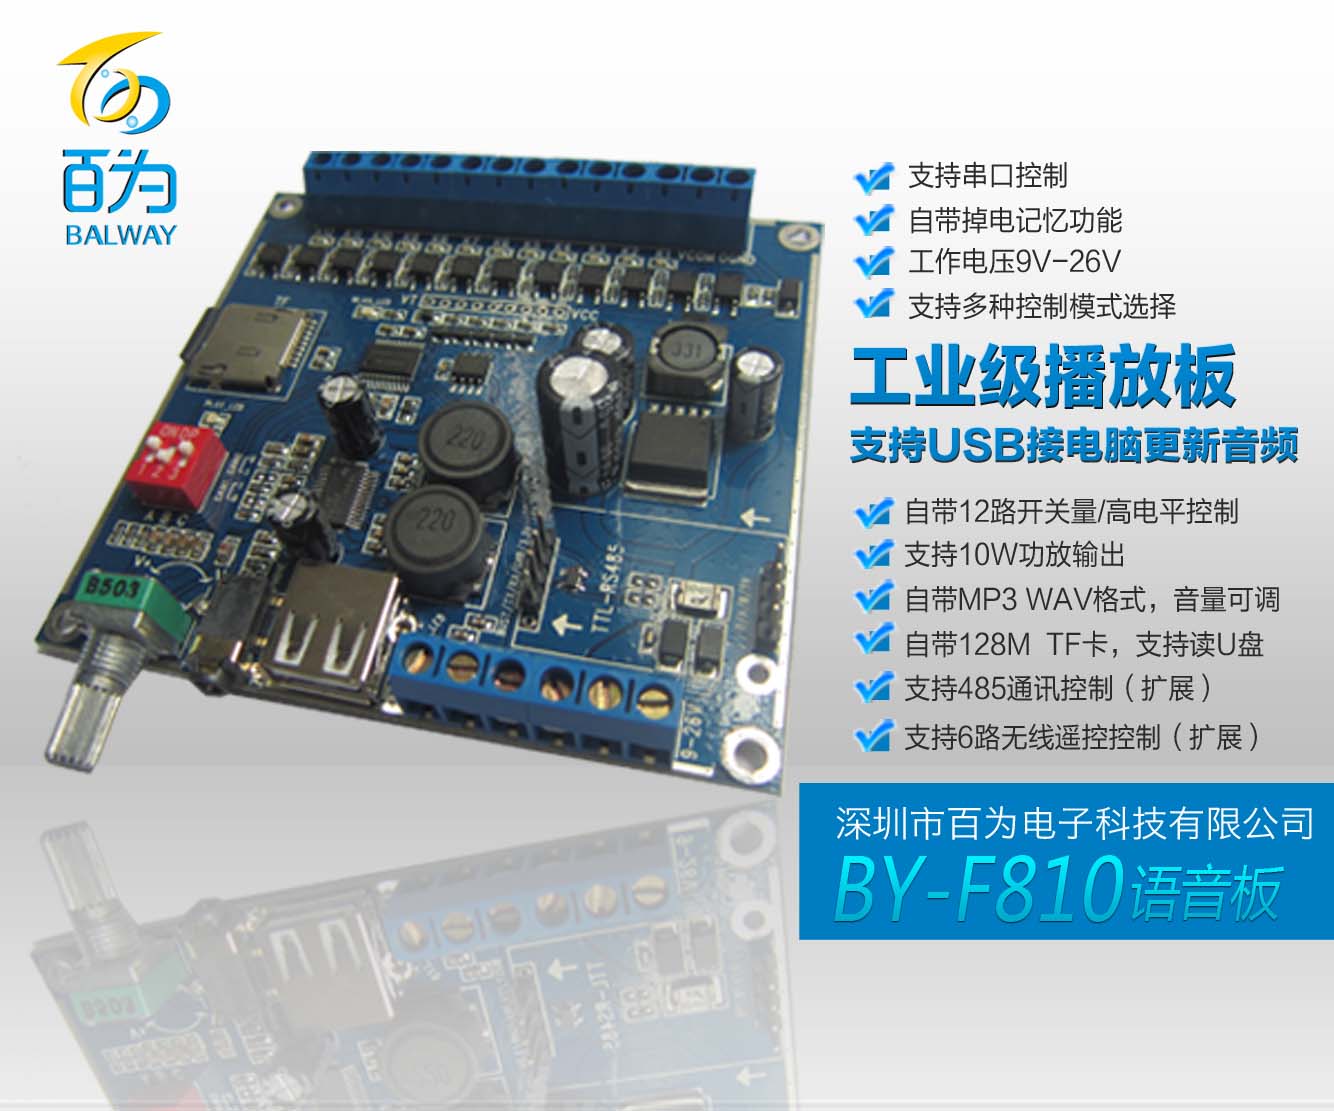 百为
BALWAY
支持串口控制
自带掉电记忆功能
工作电压9V-26V
支持多种控制模式选择
工业级播放板
支持USB接电脑更新音频
自带12路开关量/高电平控制
支持10W功放输出
自带MP3 WAV格式，音量可调
自带128M TF卡，支持读U盘
支持485通讯控制（扩展）
支持6路无线遥控控制（扩展）
深圳市百为电子科技有限公司
BY-F810语音板
TF
VCC
331
220
220
ON DP
1 2 3
A B C
B503
TTL-RS485
9-26V